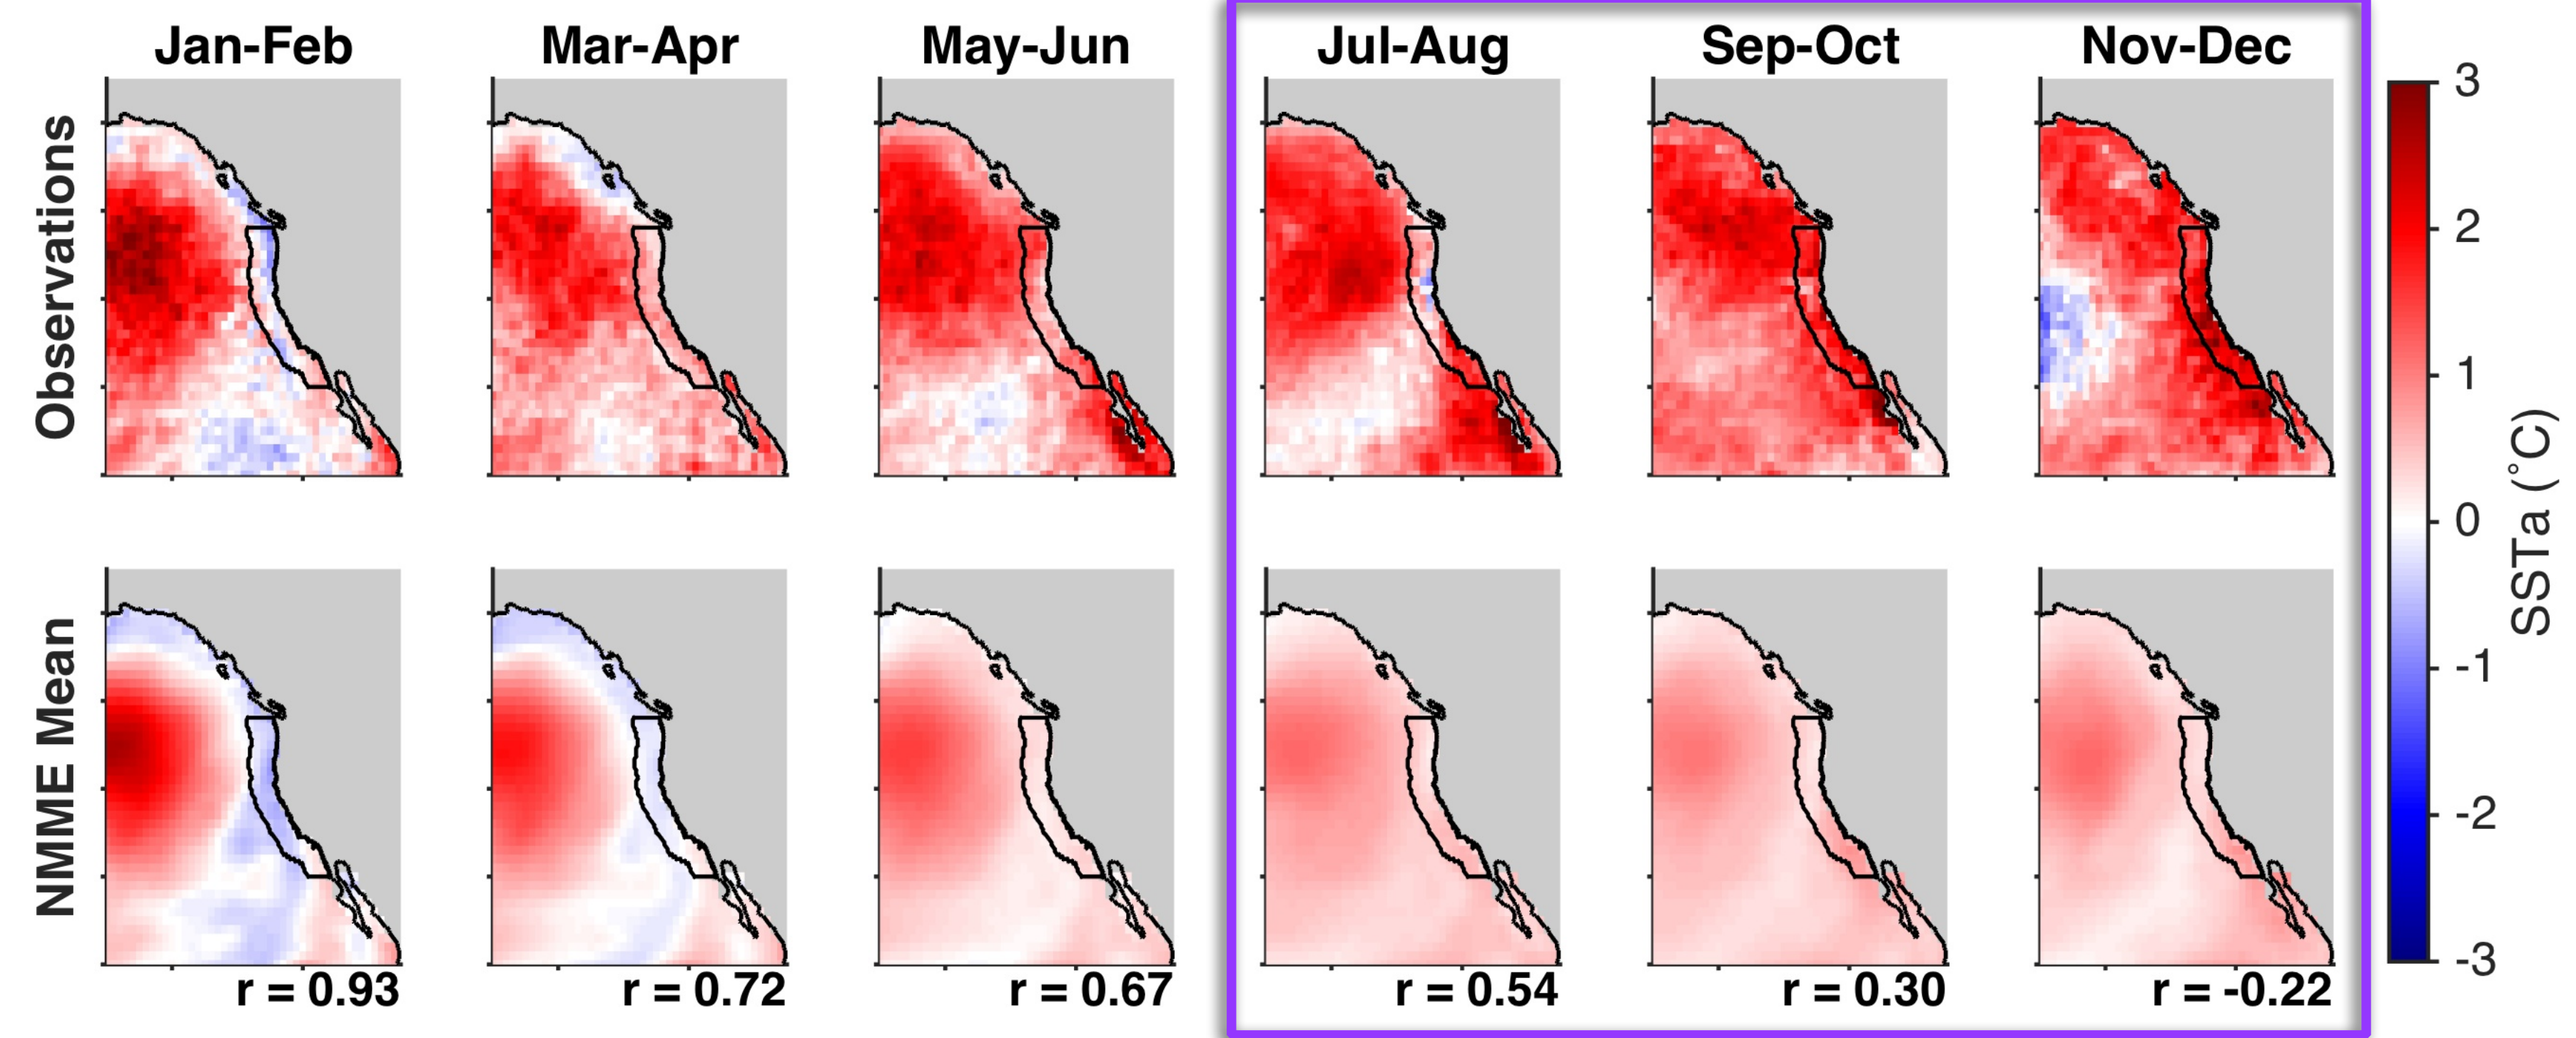 Jan-Feb Mar-Apr May-Jun Jul-Aug Sep-Oct Nov-Dec
Observations
NMME Mean
r = 0.93 r = 0.72 r = 0.67 r = 0.54 r = 0.30 r = -0.22
3
2
1
0
-1
-2
-3
SSTa (°C)